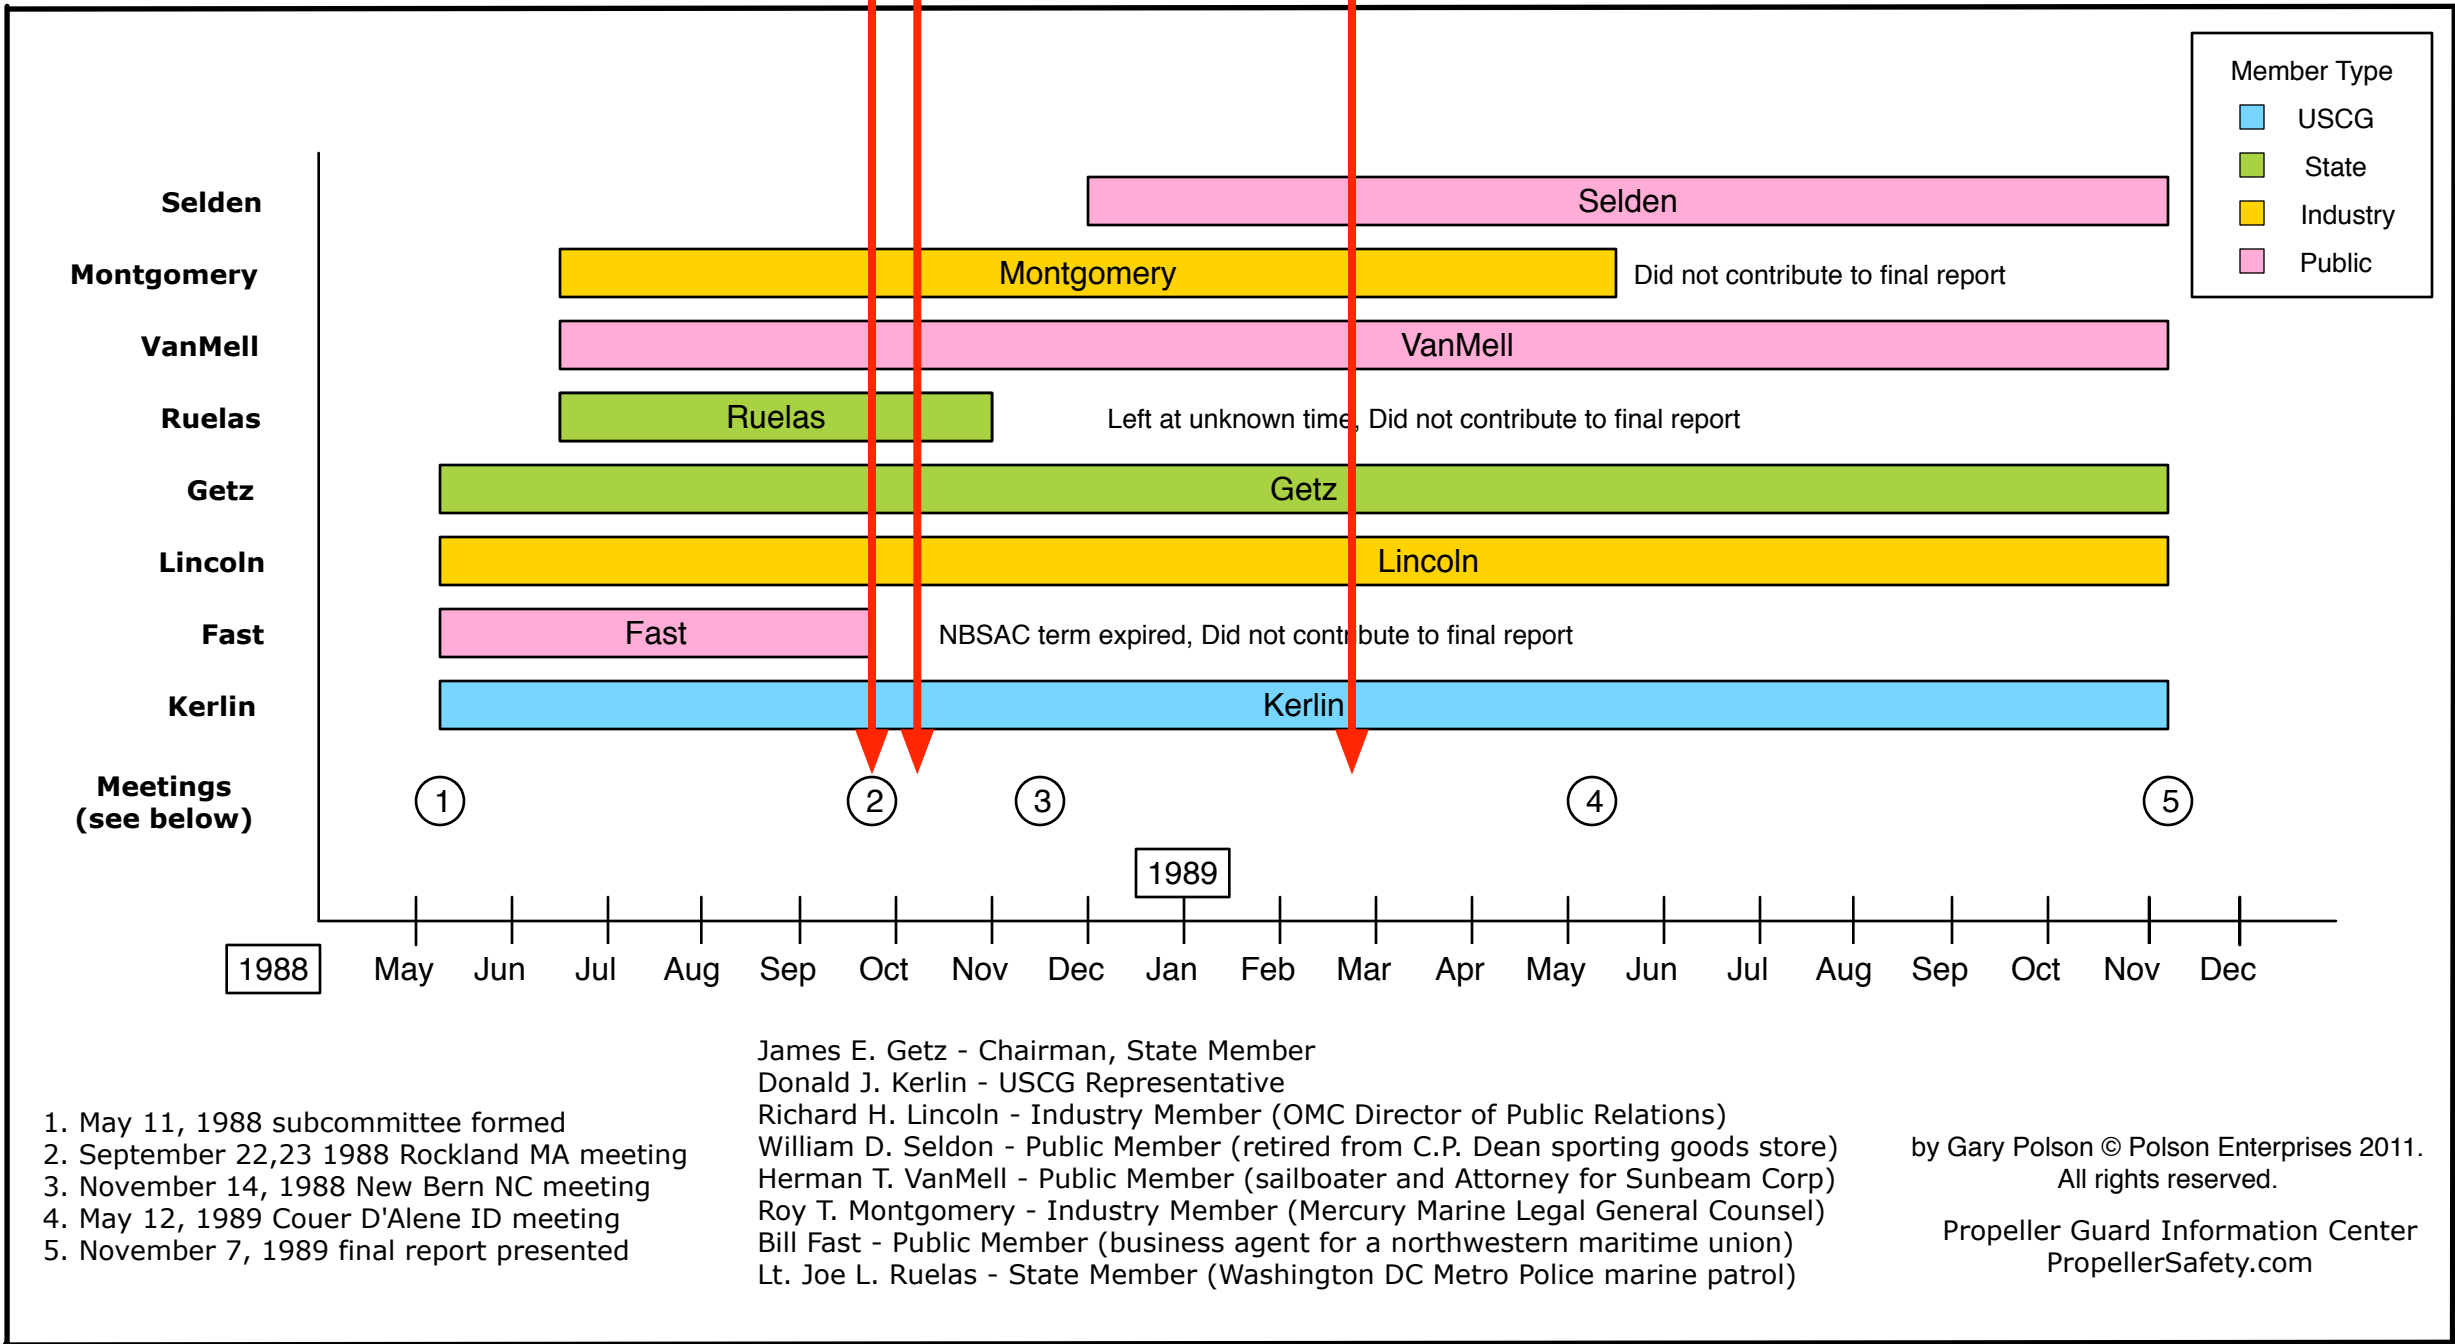 Member Type
USCG
State
Industry
Public
Selden
Selden
Montgomery
Montgomery
Did not contribute to final report
VanMell
VanMell
Ruelas
Ruelas
Left at unknown time, Did not contribute to final report
Getz
Getz
Lincoln
Lincoln
Fast
Fast
NBSAC term expired, Did not contribute to final report
Kerlin
Kerlin
Meetings
(see below)
1
2
3
4
5
1989
1988
May Jun Jul Aug Sep Oct Nov Dec Jan Feb Mar Apr May Jun Jul Aug Sep Oct Nov Dec
1. May 11, 1988 subcommittee formed
2. September 22,23 1988 Rockland MA meeting
3. November 14, 1988 New Bern NC meeting
4. May 12, 1989 Couer D'Alene ID meeting
5. November 7, 1989 final report presented
James E. Getz - Chairman, State Member
Donald J. Kerlin - USCG Representative
Richard H. Lincoln - Industry Member (OMC Director of Public Relations)
William D. Seldon - Public Member (retired from C.P. Dean sporting goods store)
Herman T. VanMell - Public Member (sailboater and Attorney for Sunbeam Corp)
Roy T. Montgomery - Industry Member (Mercury Marine Legal General Counsel)
Bill Fast - Public Member (business agent for a northwestern maritime union)
Lt. Joe L. Ruelas - State Member (Washington DC Metro Police marine patrol)
by Gary Polson © Polson Enterprises 2011.
All rights reserved.
Propeller Guard Information Center
PropellerSafety.com